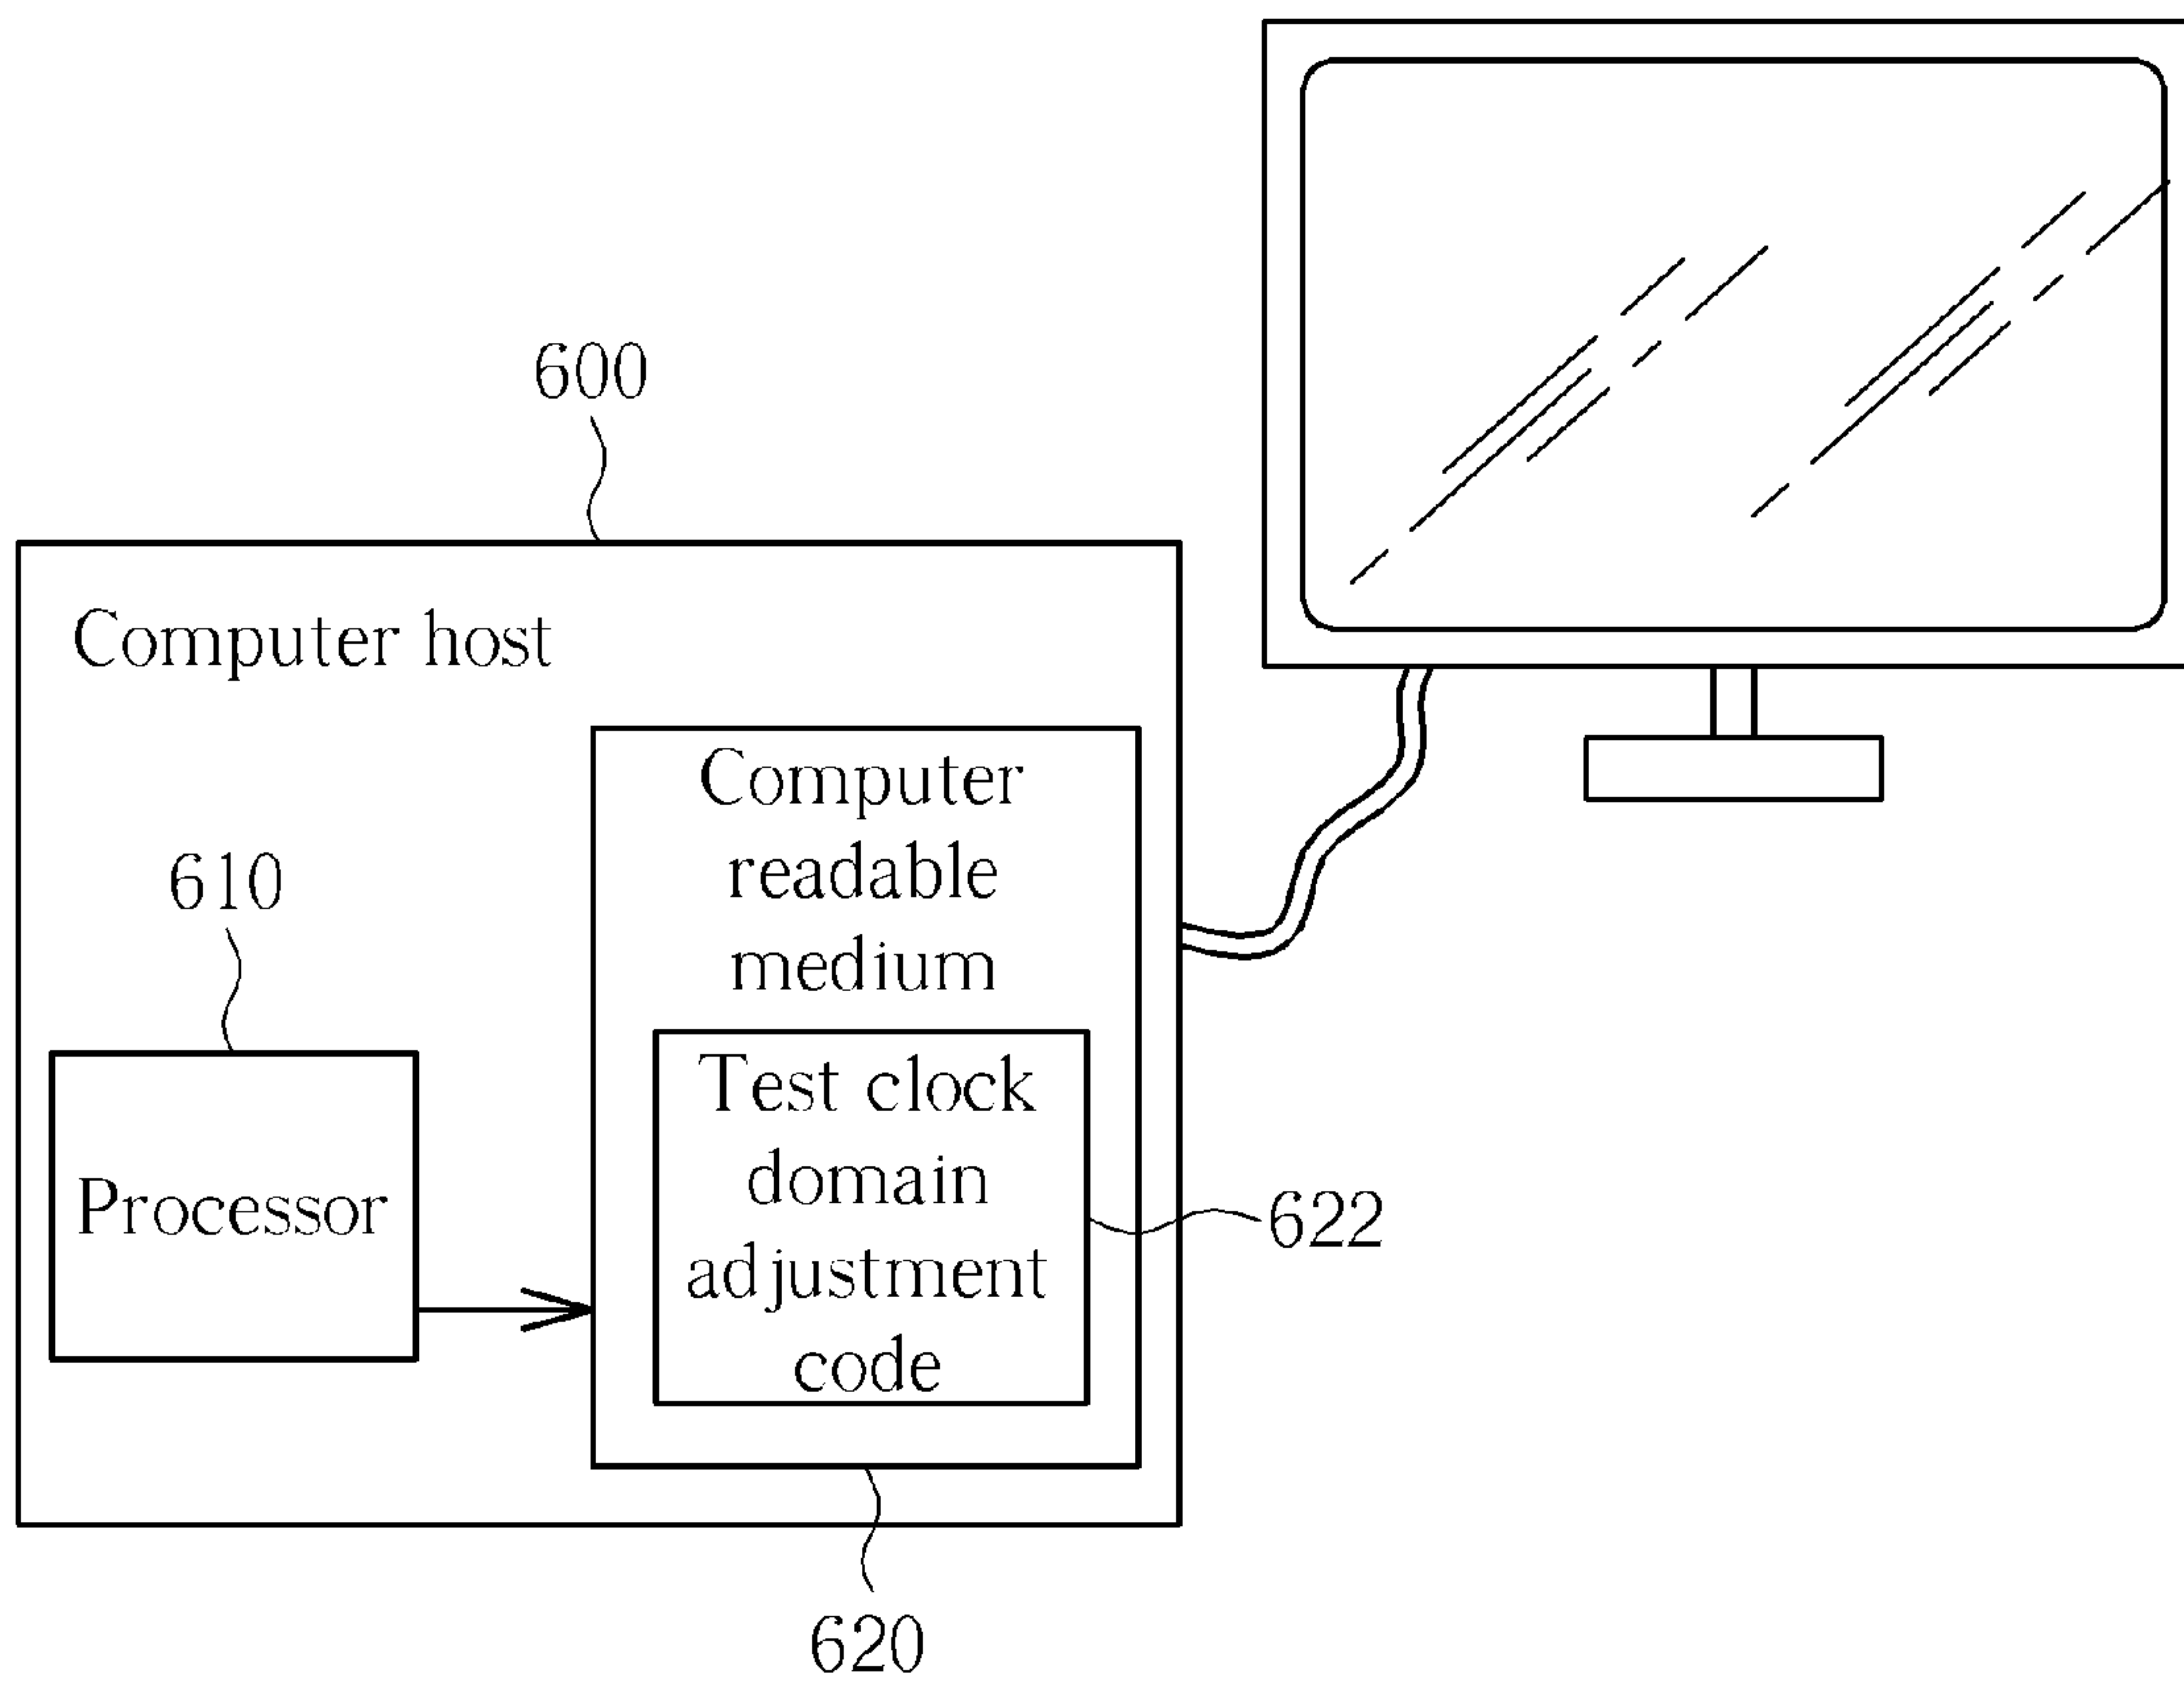 600
Computer host
Computer
readable
medium
610
Processor
Test clock
domain
adjustment
code
622
620